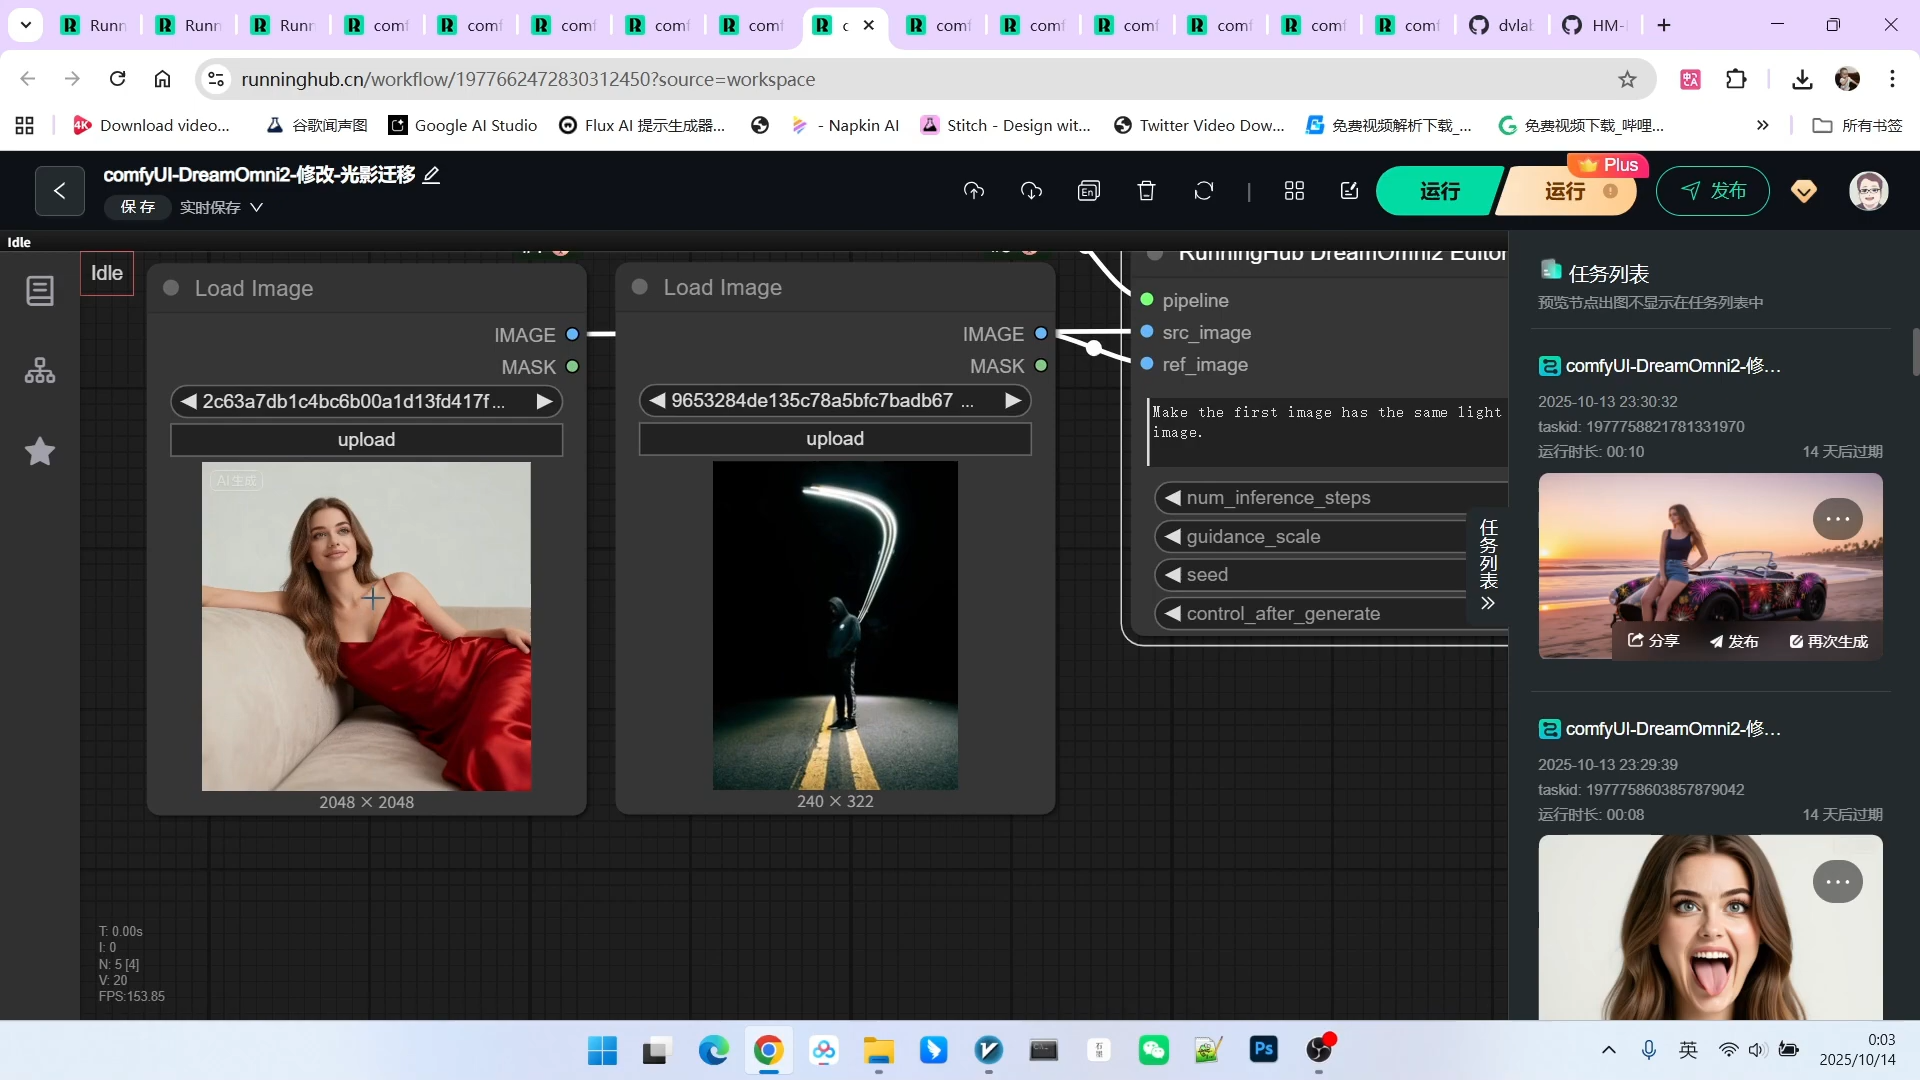 Runn
Runn
Runn
comf
comf
comf
comf
comf
c
comf
comf
comf
comf
comf
comf
dvlab
HM-
runninghub.cn/workflow/1977662472830312450?source=workspace
Download video...
谷歌闻声图
Google AI Studio
Flux AI 提示生成器...
- Napkin AI
Stitch - Design wit...
Twitter Video Dow...
免费视频解析下载_...
免费视频下载_哔哩...
所有书签
comfyUI-DreamOmni2-修改-光影迁移
保 存
实时保存
En
运行
运行
Plus
发布
Idle
Idle
Load Image
IMAGE
MASK
2c63a7db1c4bc6b00a1d13fd417f...
upload
AI生成
2048 × 2048
Load Image
IMAGE
MASK
9653284de135c78a5bfc7badb67 ...
upload
240 × 322
RunningHub DreamOmni2 Editor
pipeline
src_image
ref_image
Make the first image has the same light
image.
num_inference_steps
guidance_scale
seed
control_after_generate
任务列表
任务列表
预览节点出图不显示在任务列表中
comfyUI-DreamOmni2-修...
2025-10-13 23:30:32
taskid: 1977758821781331970
运行时长: 00:10
14 天后过期
分享
发布
再次生成
comfyUI-DreamOmni2-修...
2025-10-13 23:29:39
taskid: 1977758603857879042
运行时长: 00:08
14 天后过期
T: 0.00s
I: 0
N: 5 [4]
V: 20
FPS:153.85
Ps
英
0:03
2025/10/14